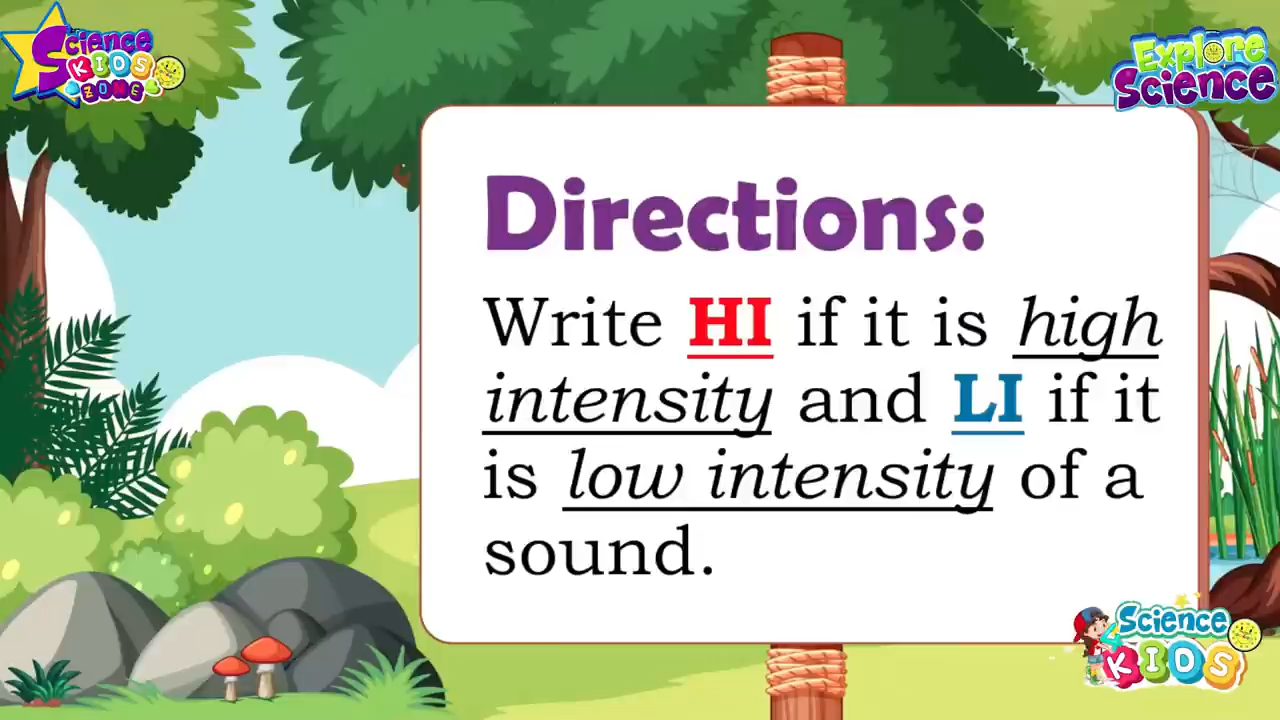 Science
KIDS
ZONE
Explore
Science
Directions:
Write HI if it is high
intensity and LI if it
is low intensity of a
sound.
Science
KIDS